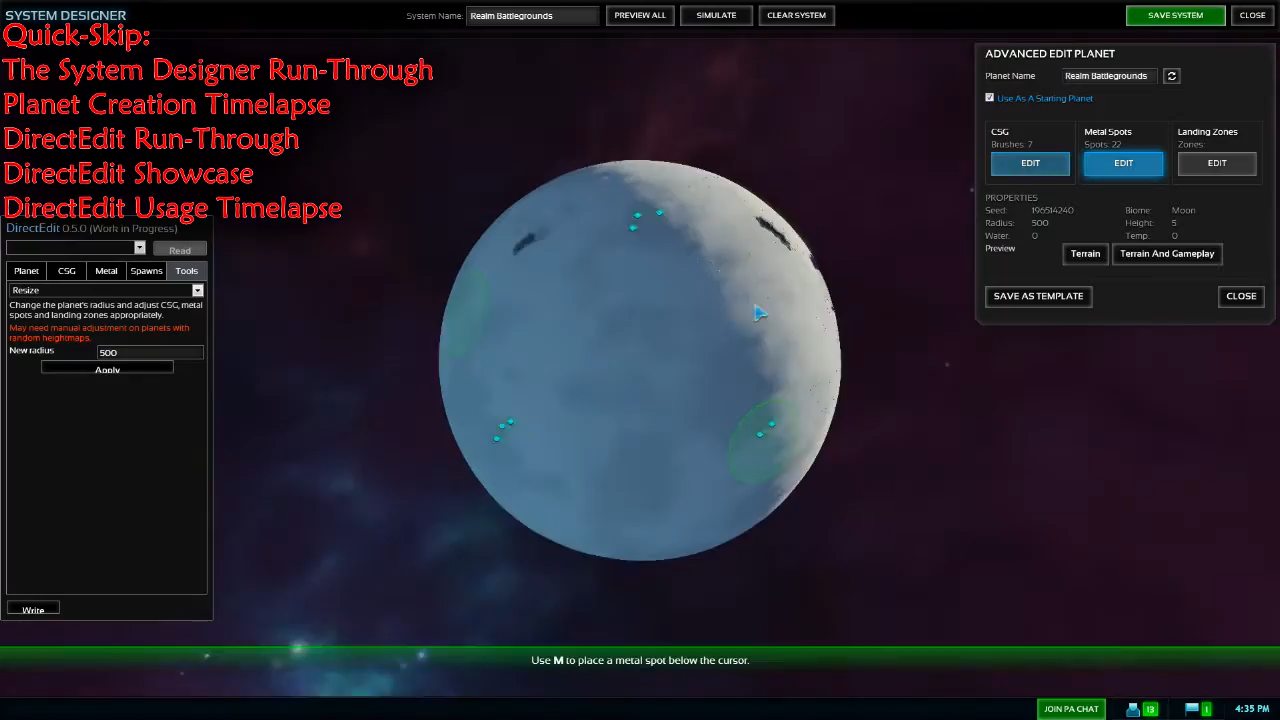 SYSTEM DESIGNER
System Name: Realm Battlegrounds PREVIEW ALL SIMULATE CLEAR SYSTEM SAVE SYSTEM CLOSE
Quick-Skip:
The System Designer Run-Through
Planet Creation Timelapse
DirectEdit Run-Through
DirectEdit Showcase
DirectEdit Usage Timelapse
DirectEdit 0.5.0 (Work in Progress)
Read
Planet CSG Metal Spawns Tools
Resize
Change the planet's radius and adjust CSG, metal
spots and landing zones appropriately.
May need manual adjustment on planets with
random heightmaps.
New radius 500
Apply
Write
ADVANCED EDIT PLANET
Planet Name Realm Battlegrounds
Use As A Starting Planet
CSG Metal Spots Landing Zones
Brushes: 7 Spots: 22 Zones:
EDIT EDIT EDIT
PROPERTIES
Seed: 196514240 Biome: Moon
Radius: 500 Height: 5
Water: 0 Temp: 0
Preview Terrain Terrain And Gameplay
SAVE AS TEMPLATE CLOSE
Use M to place a metal spot below the cursor.
JOIN PA CHAT 13 1 4:35 PM